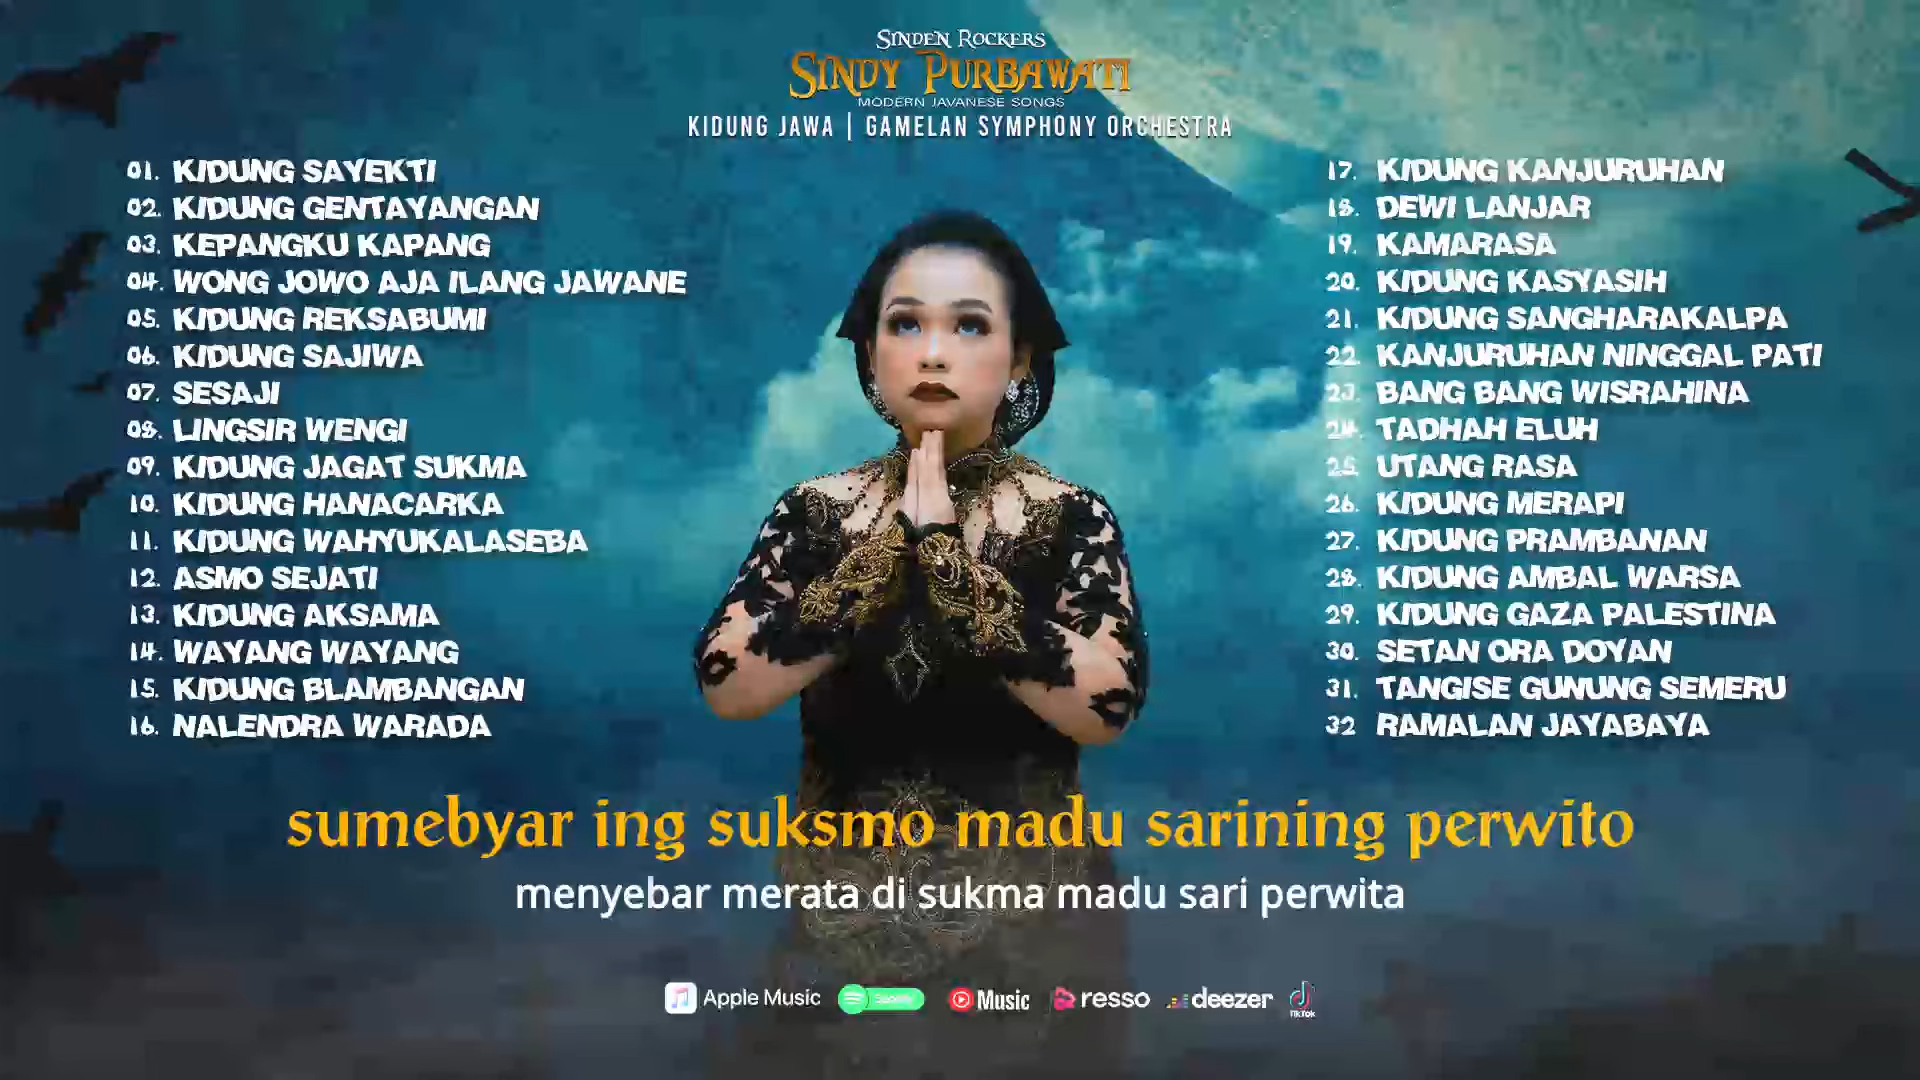 SINDEN ROCKERS
SINDY PURBAWATI
MODERN JAVANESE SONGS
KIDUNG JAWA | GAMELAN SYMPHONY ORCHESTRA
01. KIDUNG SAYEKTI
02. KIDUNG GENTAYANGAN
03. KEPANGKU KAPANG
04. WONG JOWO AJA ILANG JAWANE
05. KIDUNG REKSABUMI
06. KIDUNG SAJIWA
07. SESAJI
08. LINGSIR WENGI
09. KIDUNG JAGAT SUKMA
10. KIDUNG HANACARKA
11. KIDUNG WAHYUKALASEBA
12. ASMO SEJATI
13. KIDUNG AKSAMA
14. WAYANG WAYANG
15. KIDUNG BLAMBANGAN
16. NALENDRA WARADA
17. KIDUNG KANJURUHAN
18. DEWI LANJAR
19. KAMARASA
20. KIDUNG KASYASIH
21. KIDUNG SANGHARAKALPA
22. KANJURUHAN NINGGAL PATI
23. BANG BANG WISRAHINA
24. TADHAH ELUH
25. UTANG RASA
26. KIDUNG MERAPI
27. KIDUNG PRAMBANAN
28. KIDUNG AMBAL WARSA
29. KIDUNG GAZA PALESTINA
30. SETAN ORA DOYAN
31. TANGISE GUNUNG SEMERU
32 RAMALAN JAYABAYA
sumebyar ing suksmo madu sarining perwito
menyebar merata di sukma madu sari perwita
Apple Music Spotify Music resso deezer TikTok